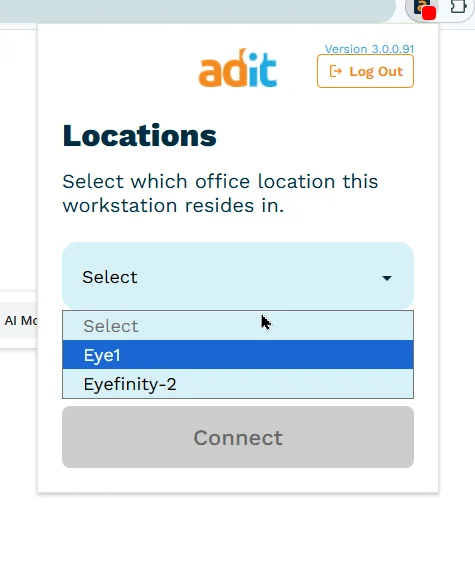 Version 3.0.0.91
adit
Log Out
Locations
Select which office location this
workstation resides in.
Select
Select
AI Mo
Eye1
Eyefinity-2
Connect